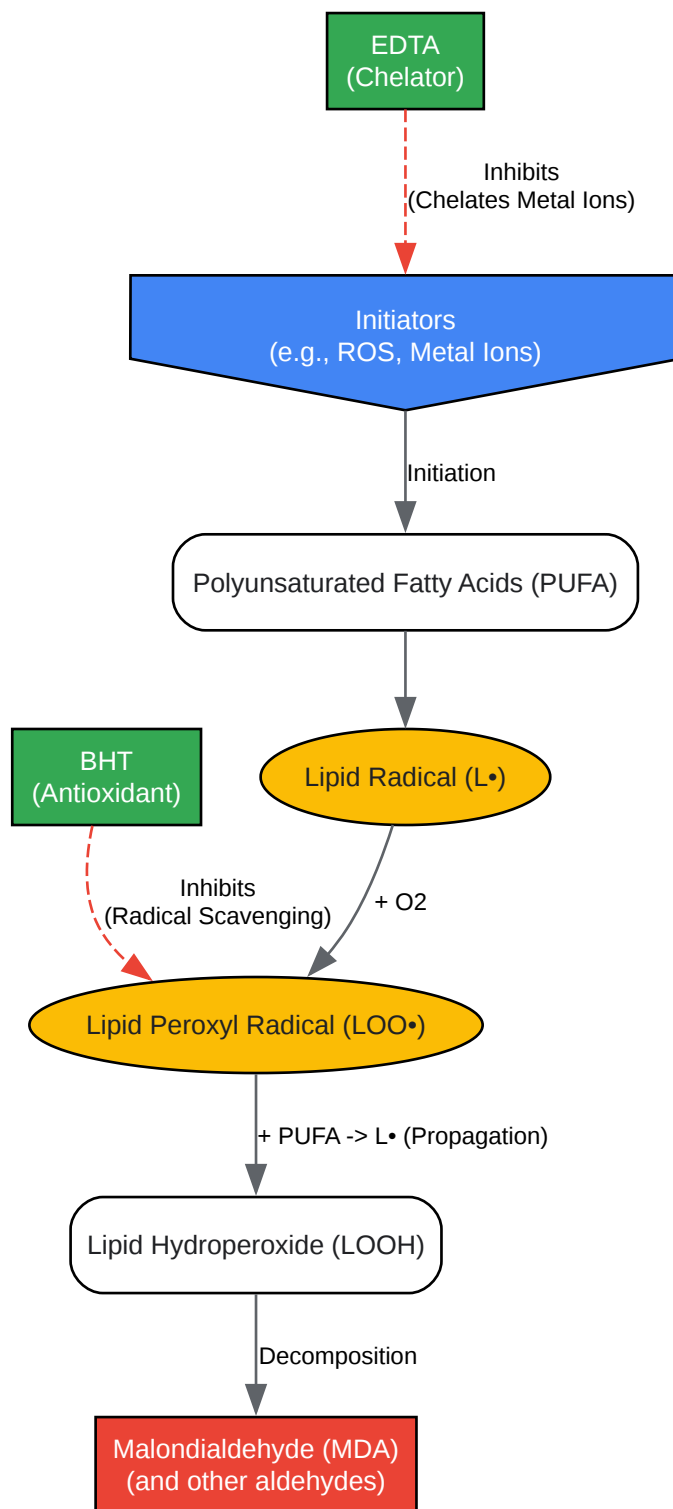 EDTA
(Chelator)
Inhibits
(Chelates Metal Ions)
Initiators
(e.g., ROS, Metal Ions)
Initiation
Polyunsaturated Fatty Acids (PUFA)
BHT
(Antioxidant)
Lipid Radical (L•)
Inhibits
(Radical Scavenging)
+ O2
Lipid Peroxyl Radical (LOO•)
+ PUFA -> L• (Propagation)
Lipid Hydroperoxide (LOOH)
Decomposition
Malondialdehyde (MDA)
(and other aldehydes)